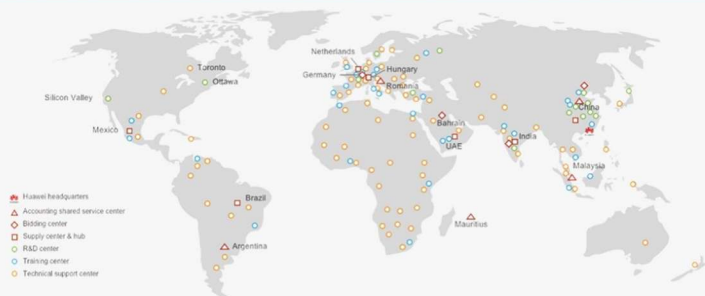 Netherlands
Hungary
Toronto
Germany
Romania
Ottawa
Silicon Valley
China
Bahrain
Mexico
India
UAE
Malaysia
Huawei headquarters
Accounting shared service center
Brazil
Bidding center
Mauritius
Supply center & hub
R&D center
Argentina
Training center
Technical support center